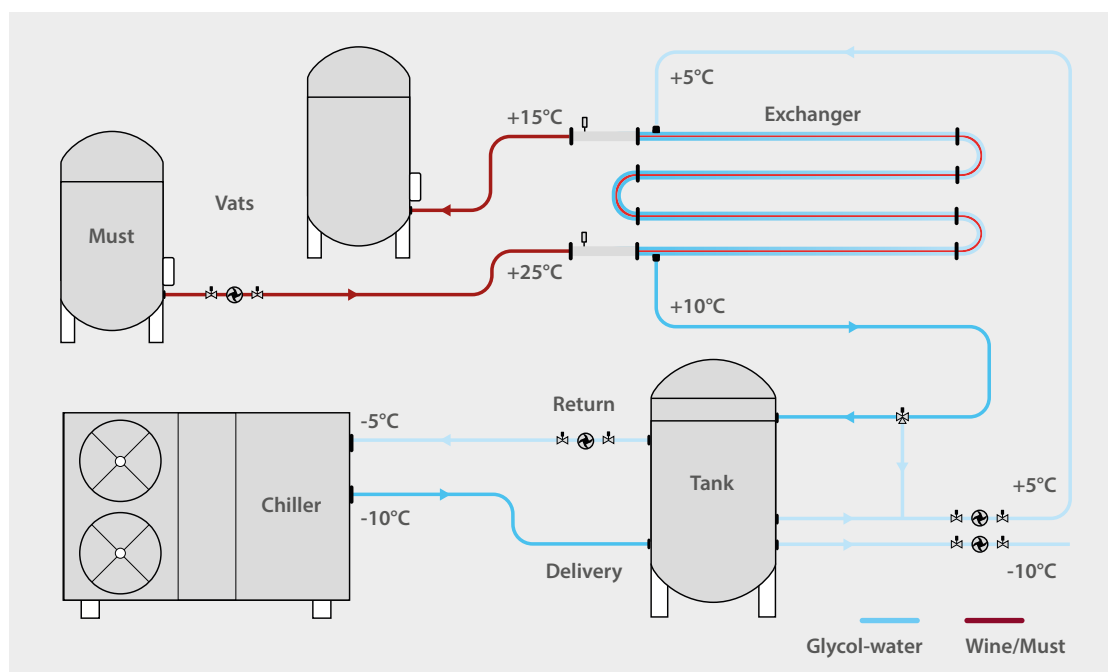 +5°C
+15°C
Exchanger
Vats
Must
+25°C
+10°C
Return
-5°C
Tank
+5°C
Chiller
-10°C
Delivery
-10°C
Glycol-water
Wine/Must